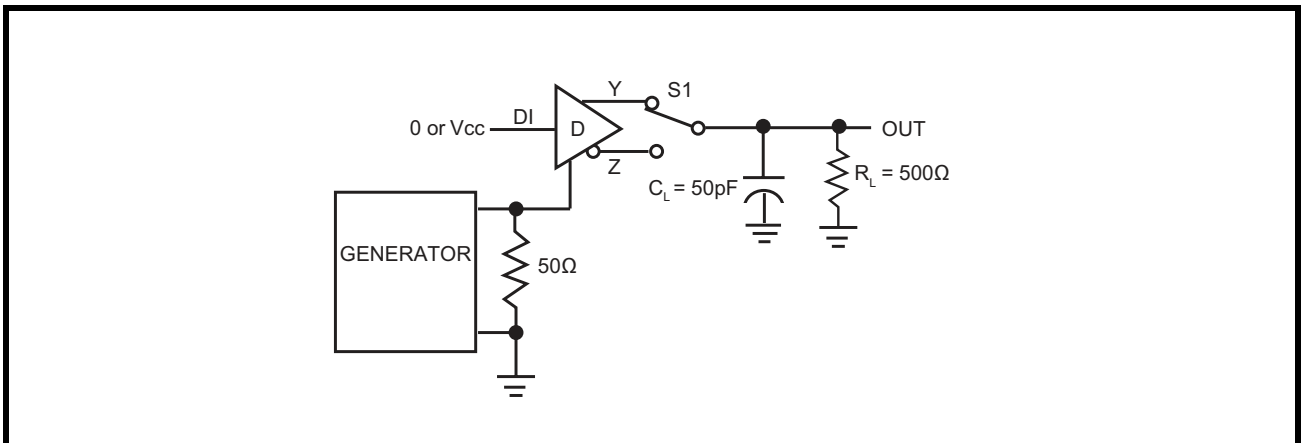 Y
S1
DI
0 or Vcc
D
OUT
Z
C_L = 50pF
R_L = 500Ω
GENERATOR
50Ω